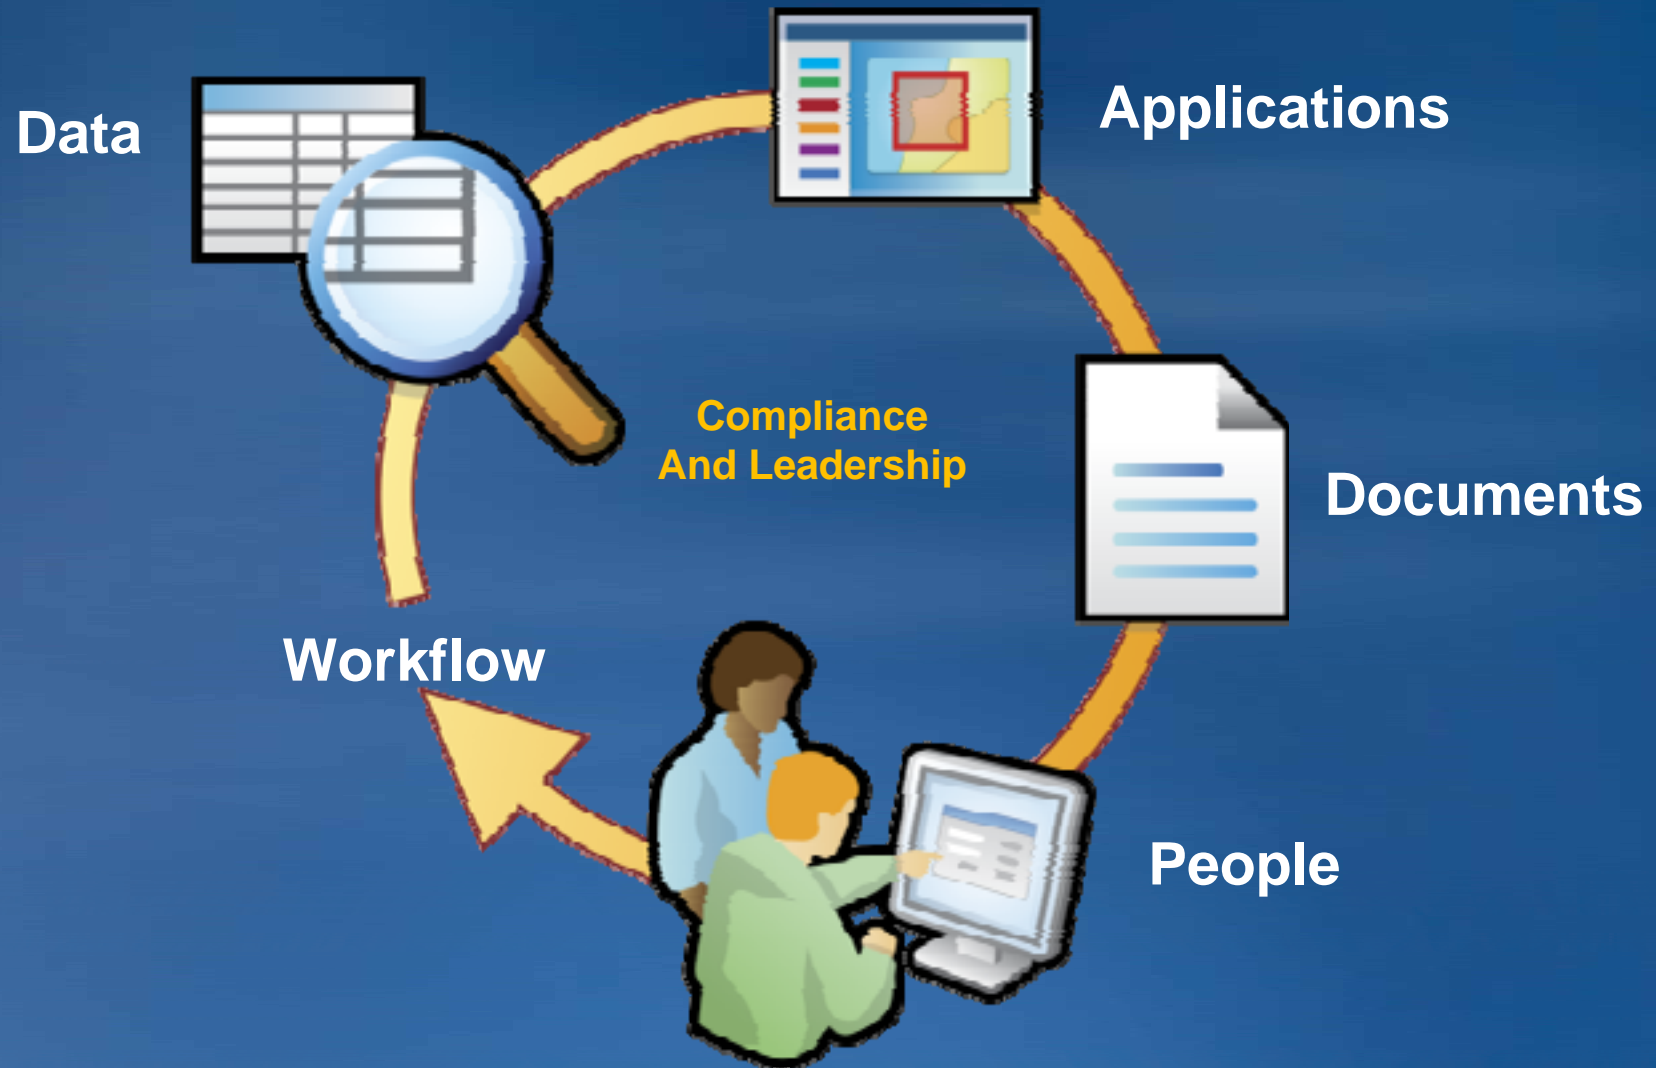 Applications
Data
Compliance
And Leadership
Documents
Workflow
People